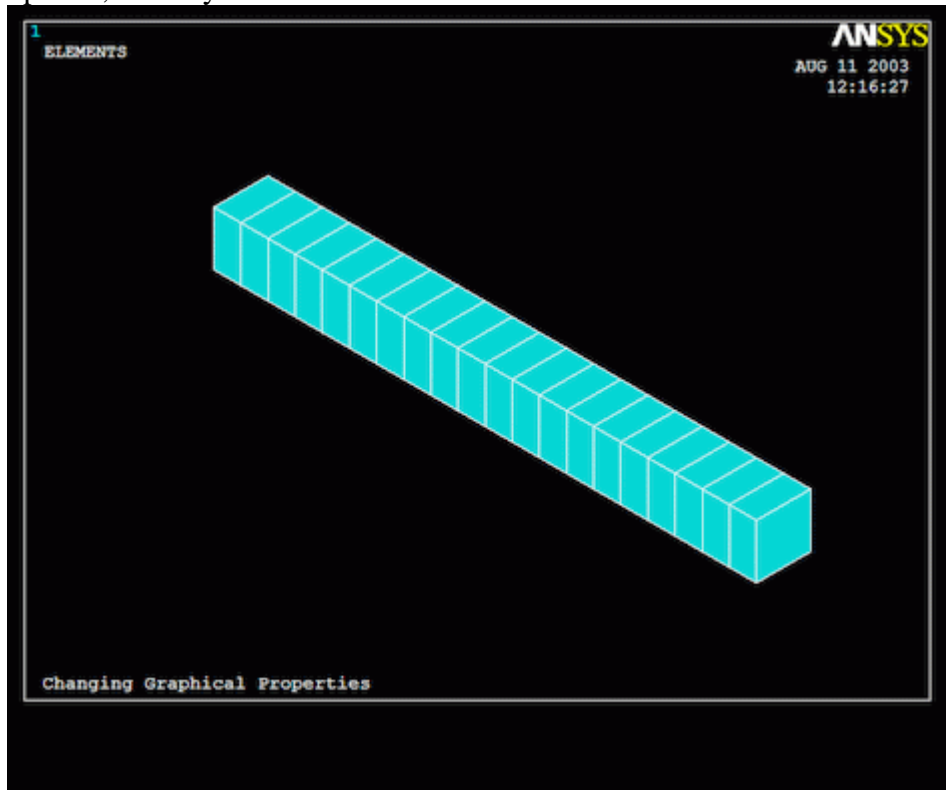 1
ELEMENTS
ANSYS
AUG 11 2003
12:16:27
Changing Graphical Properties